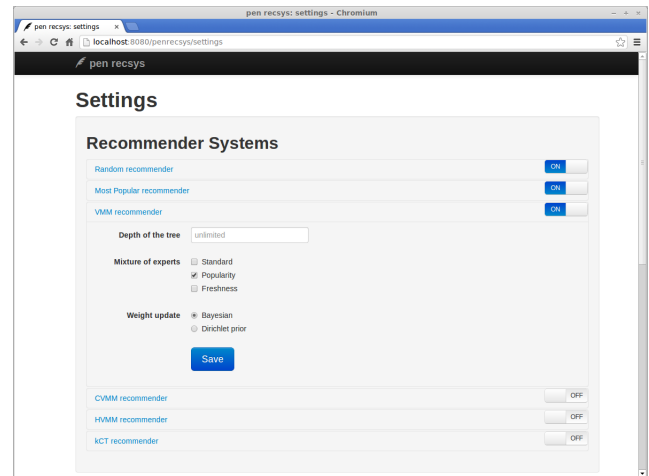 pen recsys: settings - Chromium
pen recsys: settings
localhost:8080/penrecsys/settings
pen recsys
Settings
Recommender Systems
Random recommender ON
Most Popular recommender ON
VMM recommender ON
Depth of the tree unlimited
Mixture of experts Standard
Popularity
Freshness
Weight update Bayesian
Dirichlet prior
Save
CVMM recommender OFF
HVMM recommender OFF
kCT recommender OFF